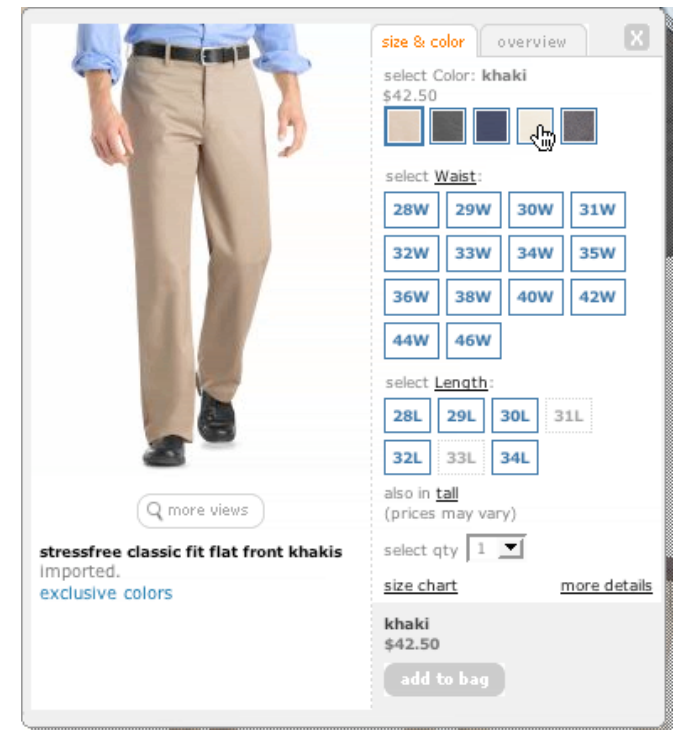 size & color
overview
X
select Color: khaki
$42.50
select Waist:
28W 29W 30W 31W
32W 33W 34W 35W
36W 38W 40W 42W
44W 46W
select Length:
28L 29L 30L 31L
32L 33L 34L
also in tall
(prices may vary)
select qty 1
size chart
more details
khaki
$42.50
add to bag
more views
stressfree classic fit flat front khakis
imported.
exclusive colors